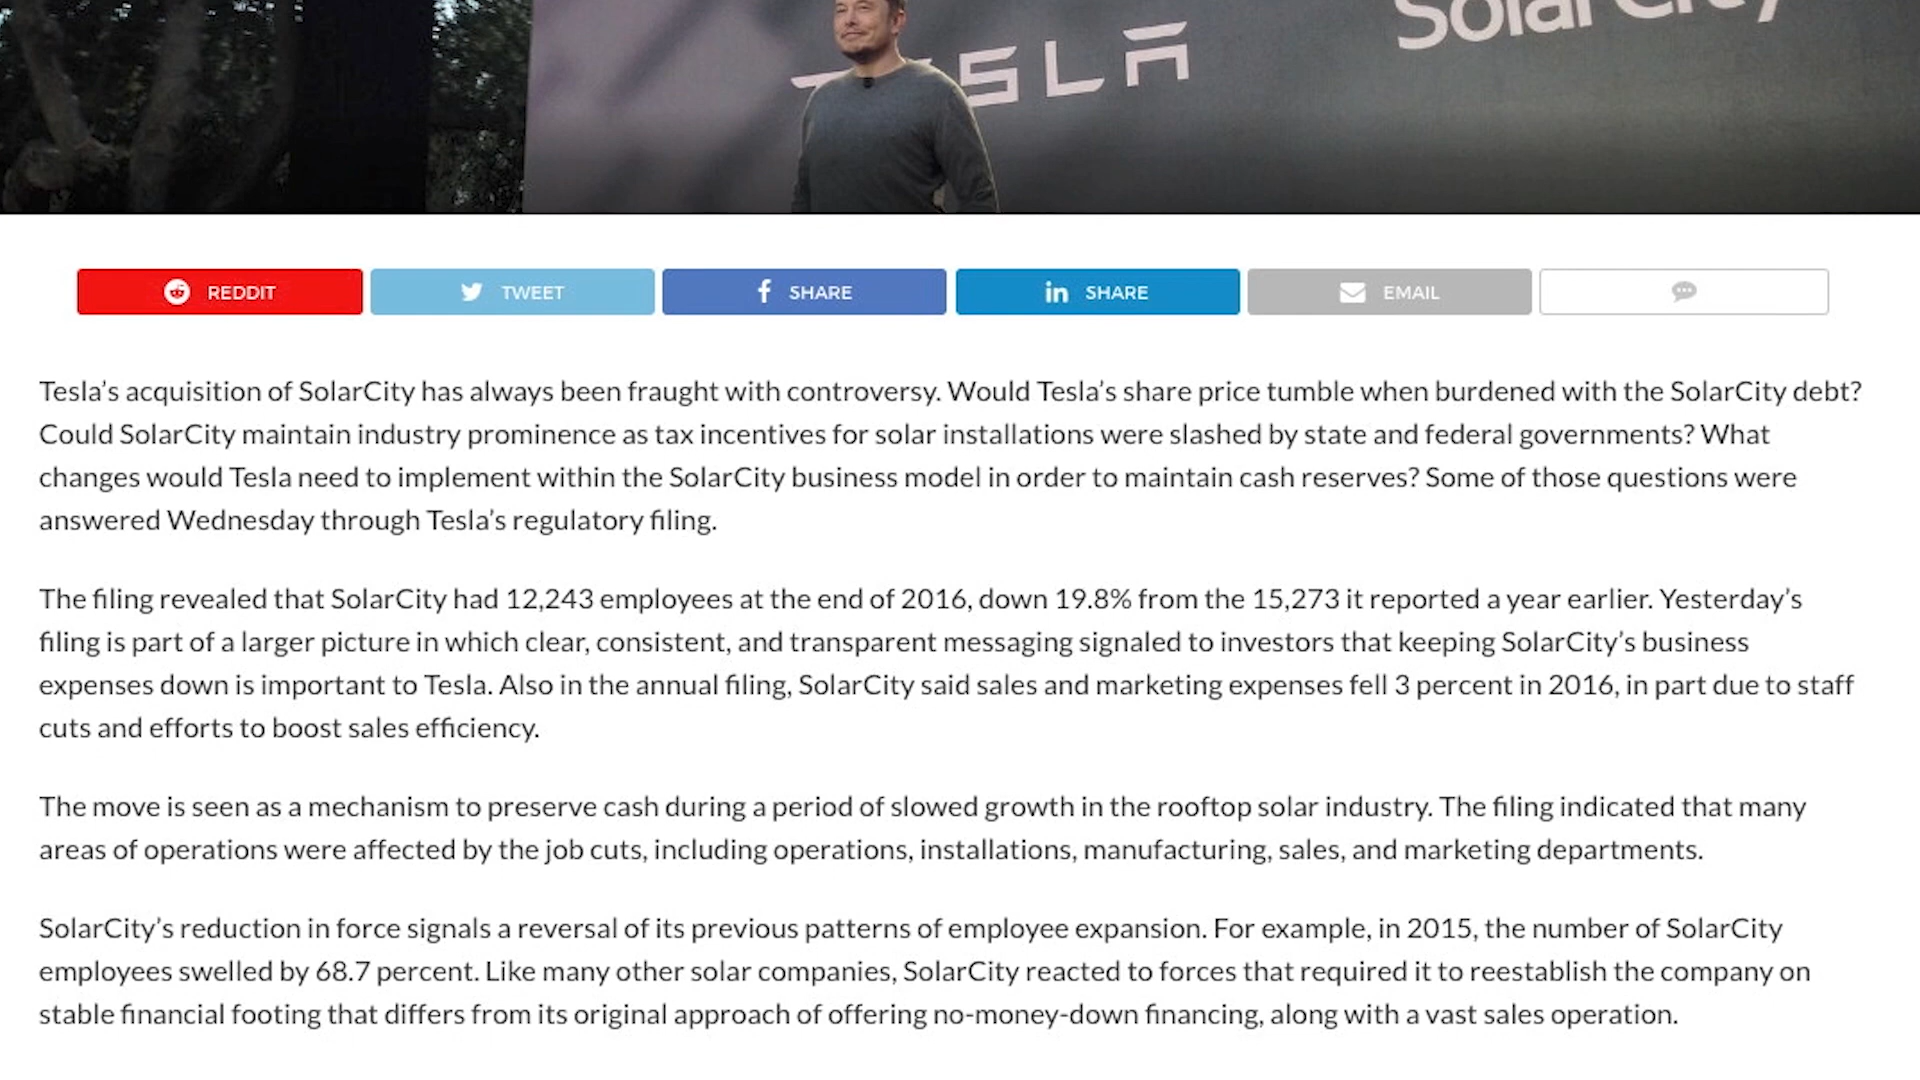 TESLA
SolarCity
REDDIT
TWEET
SHARE
SHARE
EMAIL
Tesla’s acquisition of SolarCity has always been fraught with controversy. Would Tesla’s share price tumble when burdened with the SolarCity debt?
Could SolarCity maintain industry prominence as tax incentives for solar installations were slashed by state and federal governments? What
changes would Tesla need to implement within the SolarCity business model in order to maintain cash reserves? Some of those questions were
answered Wednesday through Tesla’s regulatory filing.
The filing revealed that SolarCity had 12,243 employees at the end of 2016, down 19.8% from the 15,273 it reported a year earlier. Yesterday’s
filing is part of a larger picture in which clear, consistent, and transparent messaging signaled to investors that keeping SolarCity’s business
expenses down is important to Tesla. Also in the annual filing, SolarCity said sales and marketing expenses fell 3 percent in 2016, in part due to staff
cuts and efforts to boost sales efficiency.
The move is seen as a mechanism to preserve cash during a period of slowed growth in the rooftop solar industry. The filing indicated that many
areas of operations were affected by the job cuts, including operations, installations, manufacturing, sales, and marketing departments.
SolarCity’s reduction in force signals a reversal of its previous patterns of employee expansion. For example, in 2015, the number of SolarCity
employees swelled by 68.7 percent. Like many other solar companies, SolarCity reacted to forces that required it to reestablish the company on
stable financial footing that differs from its original approach of offering no-money-down financing, along with a vast sales operation.